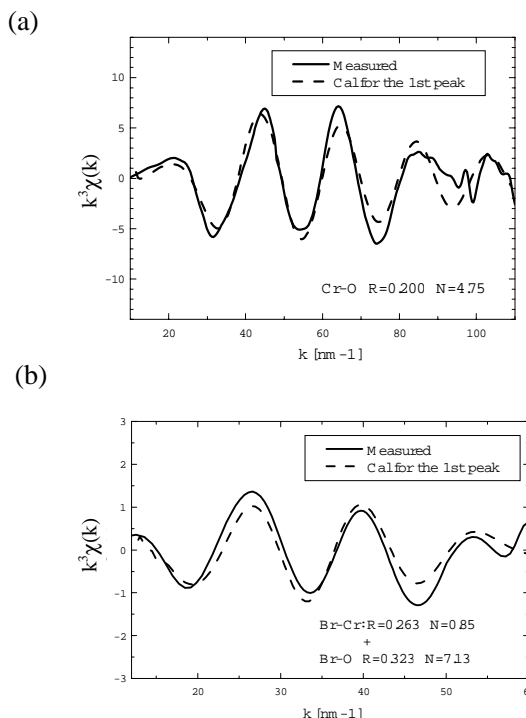 (a)
Measured
Cal for the 1st peak
10
5
0
-5
-10
k³χ(k)
Cr-O R=0.200 N=4.75
20 40 60 80 100
k [nm-1]
(b)
3
Measured
Cal for the 1st peak
2
1
0
-1
-2
-3
k³χ(k)
Br-Cr:R=0.263 N=0.85
+
Br-O R=0.323 N=7.13
20 30 40 50 60
k [nm-1]